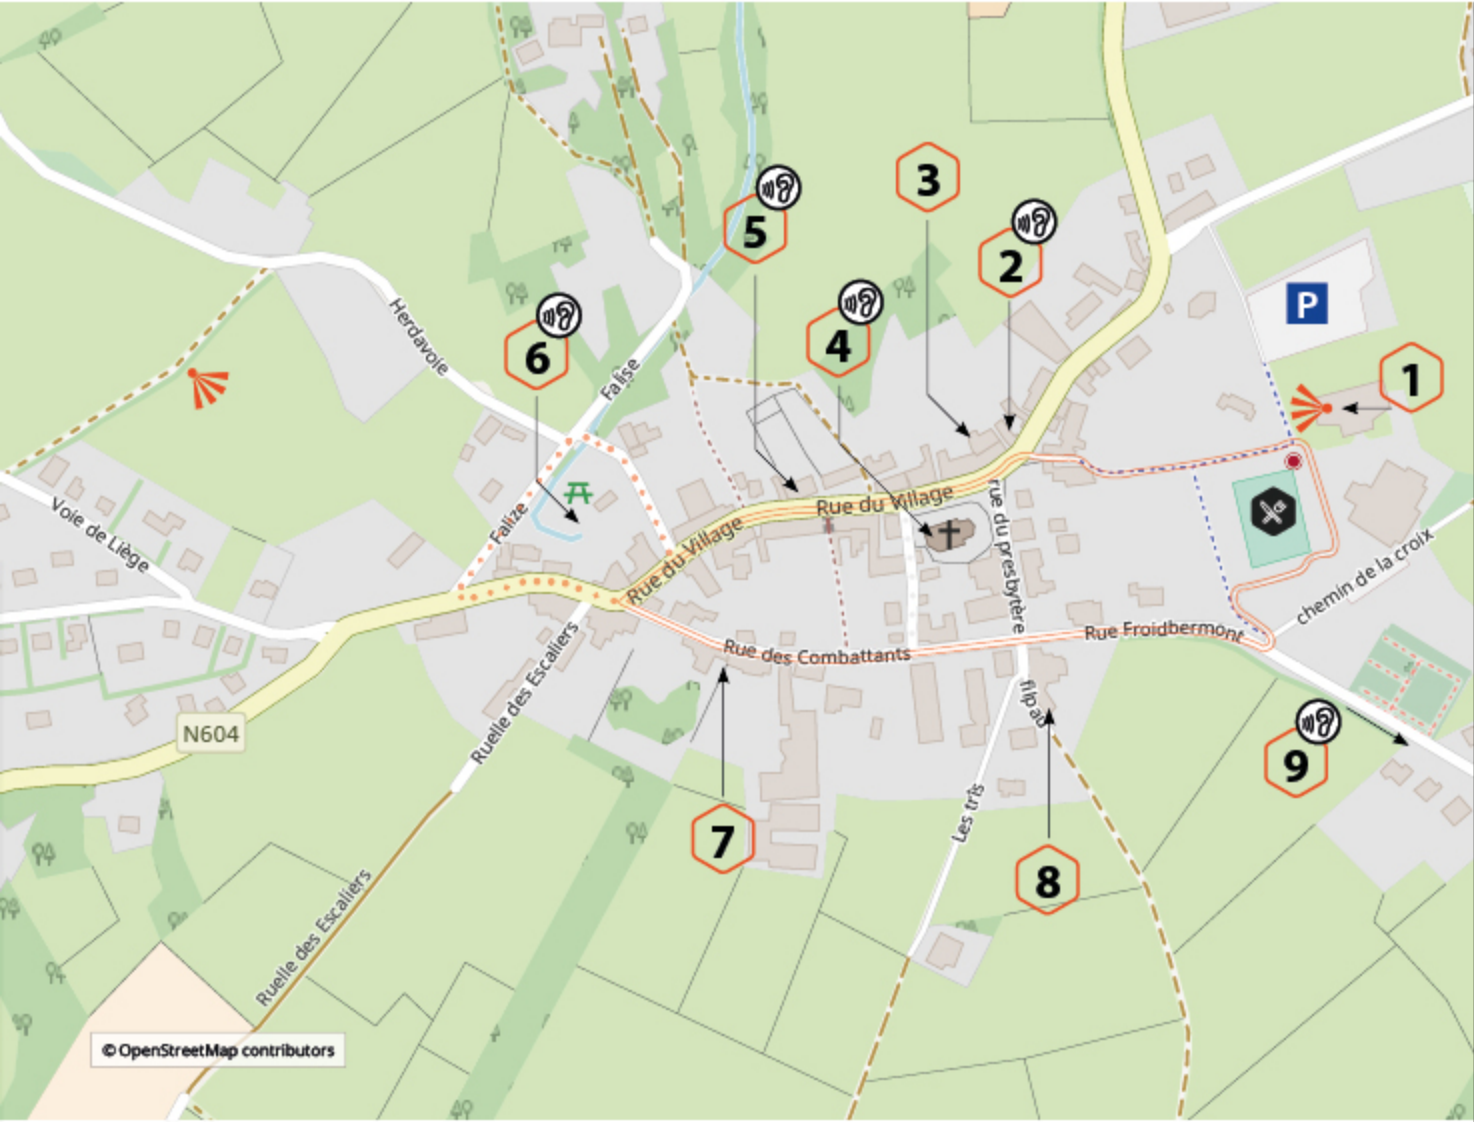 3
5
2
6
4
P
1
Herdavoie
Falise
Voie de Liège
Falize
Rue du Village
Rue du Village
rue du presbytère
chemin de la croix
Rue des Combattants
Rue Froidbermont
Ruelle des Escaliers
filpau
N604
9
7
Les trîs
8
Ruelle des Escaliers
© OpenStreetMap contributors